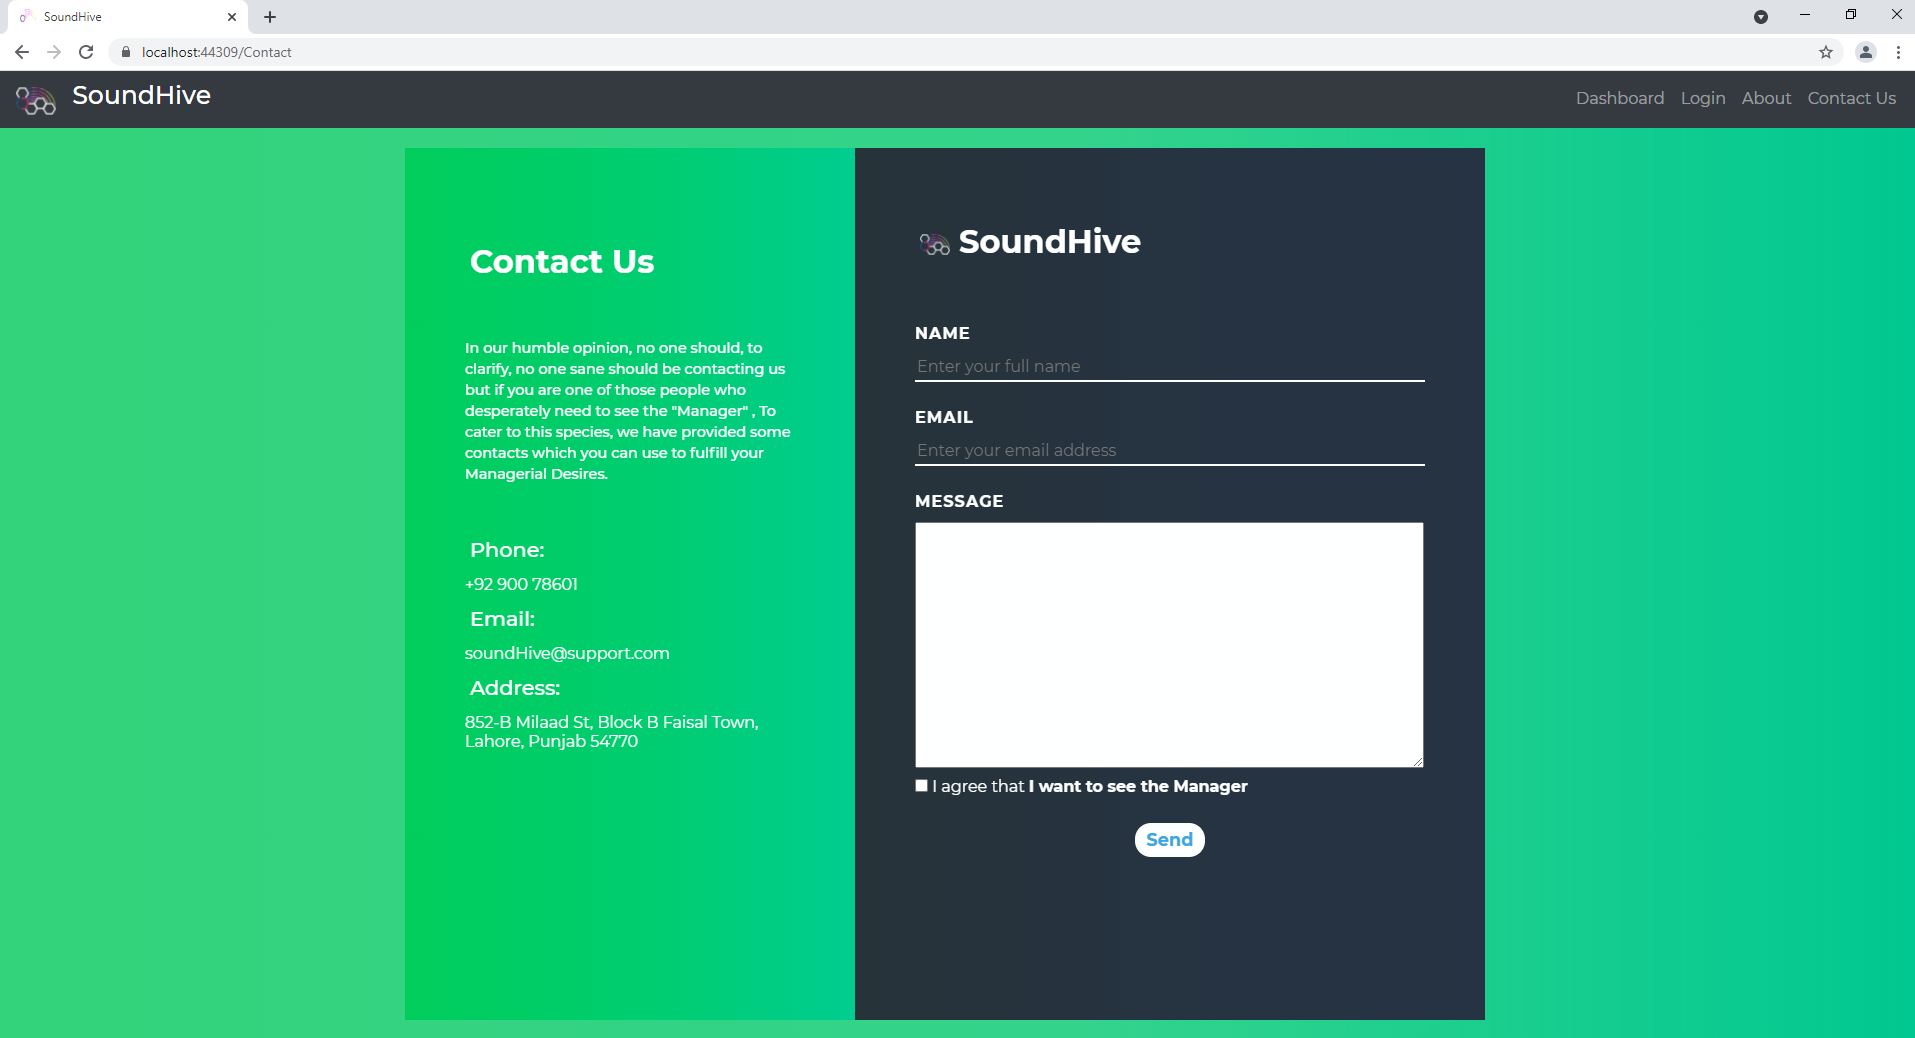 SoundHive
localhost:44309/Contact
SoundHive
Dashboard Login About Contact Us
Contact Us
In our humble opinion, no one should, to
clarify, no one sane should be contacting us
but if you are one of those people who
desperately need to see the "Manager" , To
cater to this species, we have provided some
contacts which you can use to fulfill your
Managerial Desires.
Phone:
+92 900 78601
Email:
soundHive@support.com
Address:
852-B Milaad St, Block B Faisal Town,
Lahore, Punjab 54770
SoundHive
NAME
Enter your full name
EMAIL
Enter your email address
MESSAGE
I agree that I want to see the Manager
Send